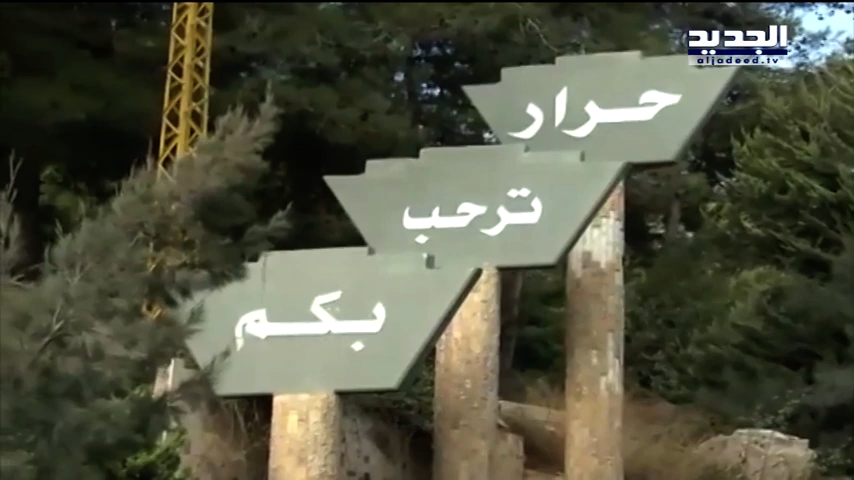 الجديد
aljadeed.tv
حرار
ترحب
بكم